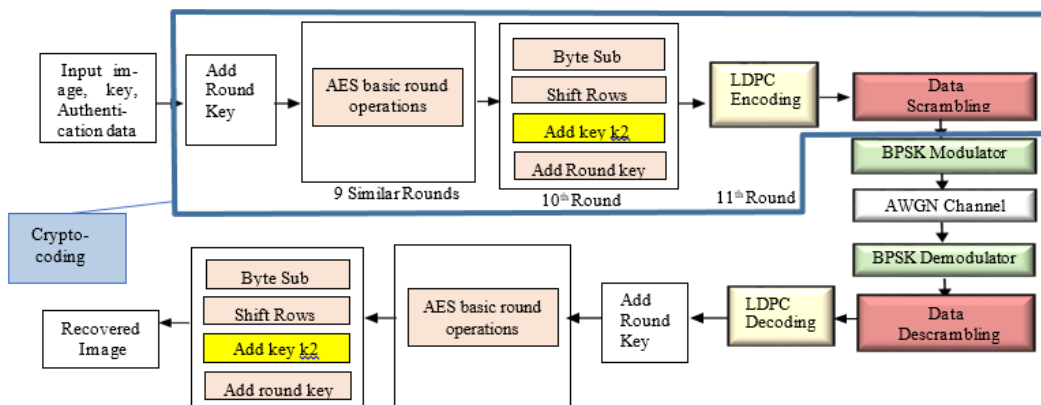 Input im-
age, key,
Authenti-
cation data
Add
Round
Key
AES basic round
operations
9 Similar Rounds
Byte Sub
Shift Rows
Add key k2
Add Round key
10th Round
LDPC
Encoding
11th Round
Data
Scrambling
BPSK Modulator
AWGN Channel
BPSK Demodulator
Data
Descrambling
LDPC
Decoding
Add
Round
Key
AES basic round
operations
Byte Sub
Shift Rows
Add key k2
Add round key
Recovered
Image
Crypto-
coding